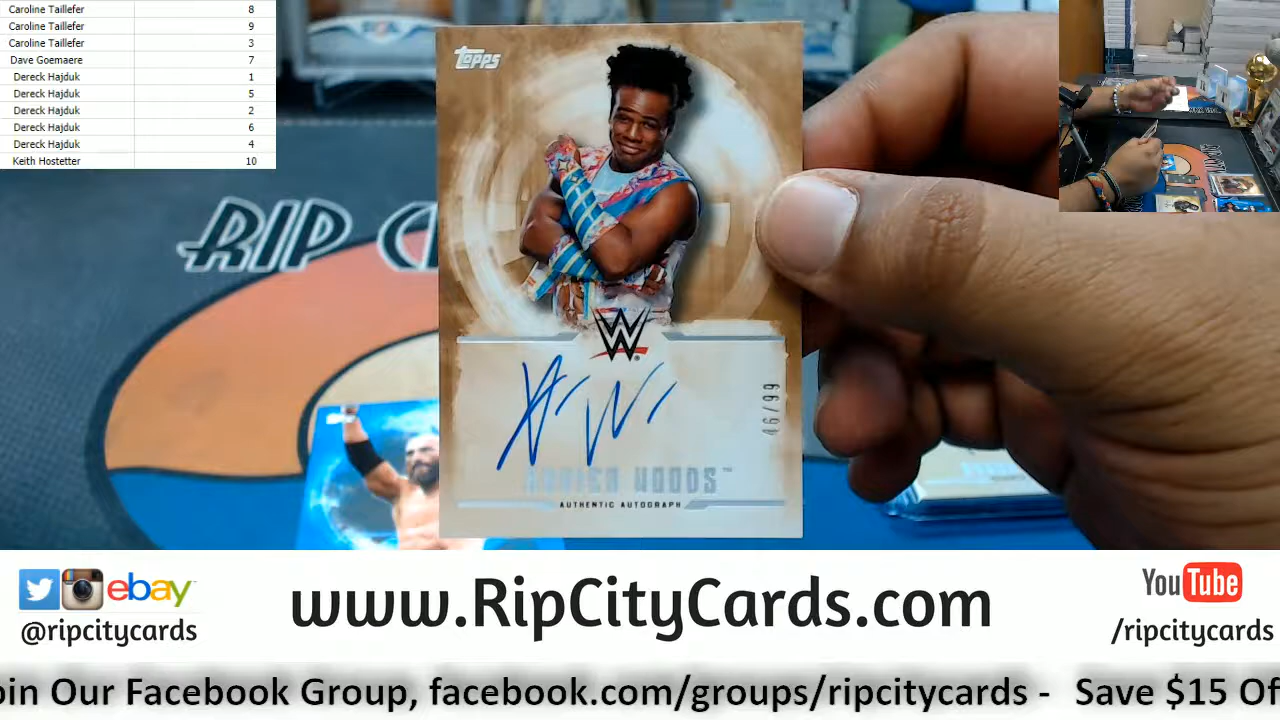 Caroline Taillefer 8
Caroline Taillefer 9
Caroline Taillefer 3
Dave Goemaere 7
Dereck Hajduk 1
Dereck Hajduk 5
Dereck Hajduk 2
Dereck Hajduk 6
Dereck Hajduk 4
Keith Hostetter 10
RIP C
Topps
W
46/99
XAVIER WOODS™
AUTHENTIC AUTOGRAPH
ebay™
@ripcitycards
www.RipCityCards.com
YouTube
/ripcitycards
oin Our Facebook Group, facebook.com/groups/ripcitycards - Save $15 Of